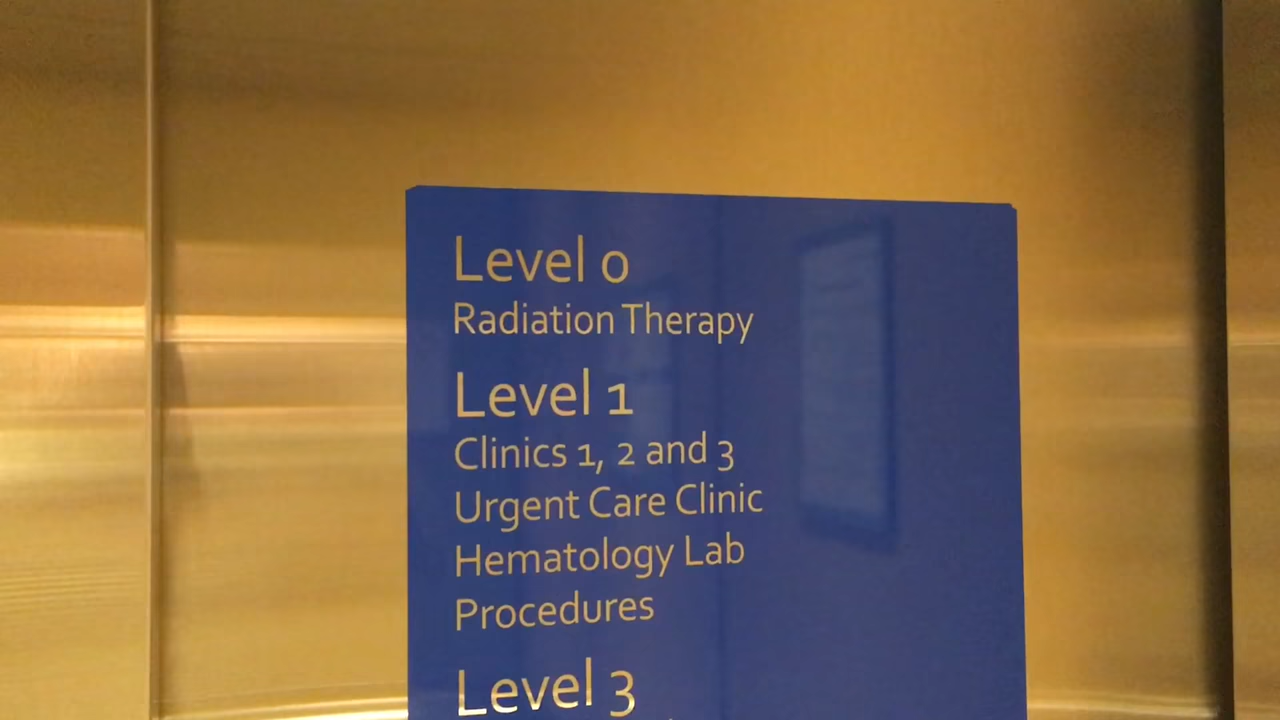 Level 0
Radiation Therapy
Level 1
Clinics 1, 2 and 3
Urgent Care Clinic
Hematology Lab
Procedures
Level 3